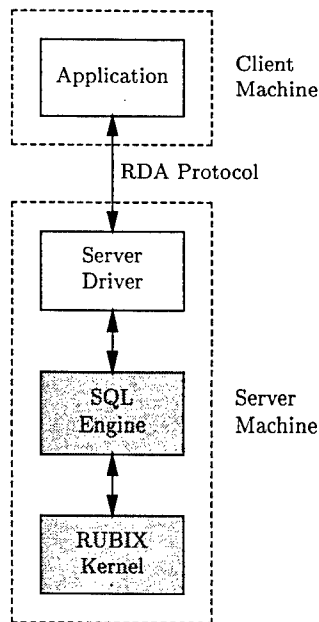 Application
Client
Machine
RDA Protocol
Server
Driver
SQL
Engine
Server
Machine
RUBIX
Kernel